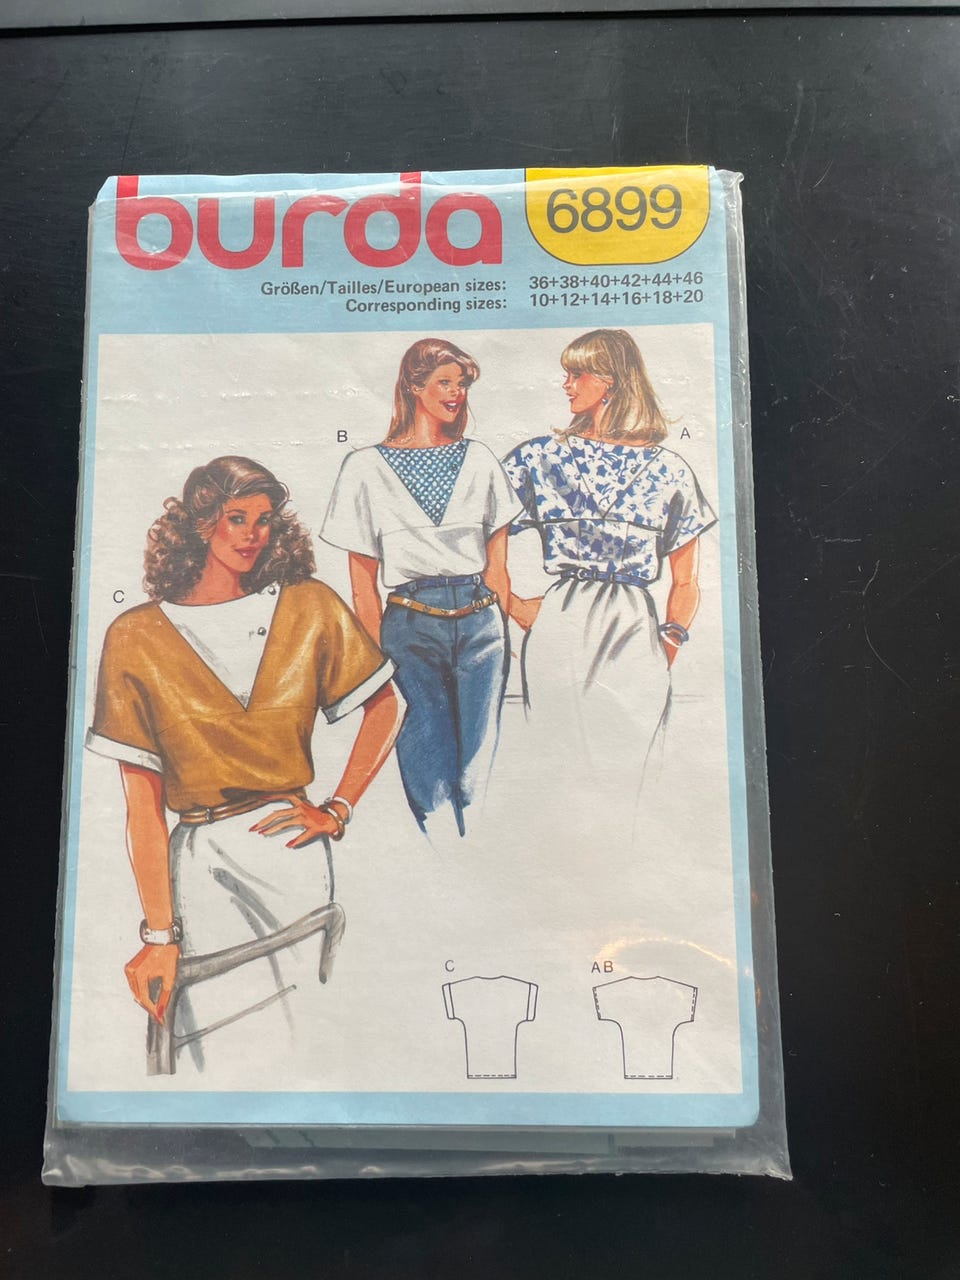 burda
6899
Größen/Tailles/European sizes: 36+38+40+42+44+46
Corresponding sizes: 10+12+14+16+18+20
B
A
C
C
AB